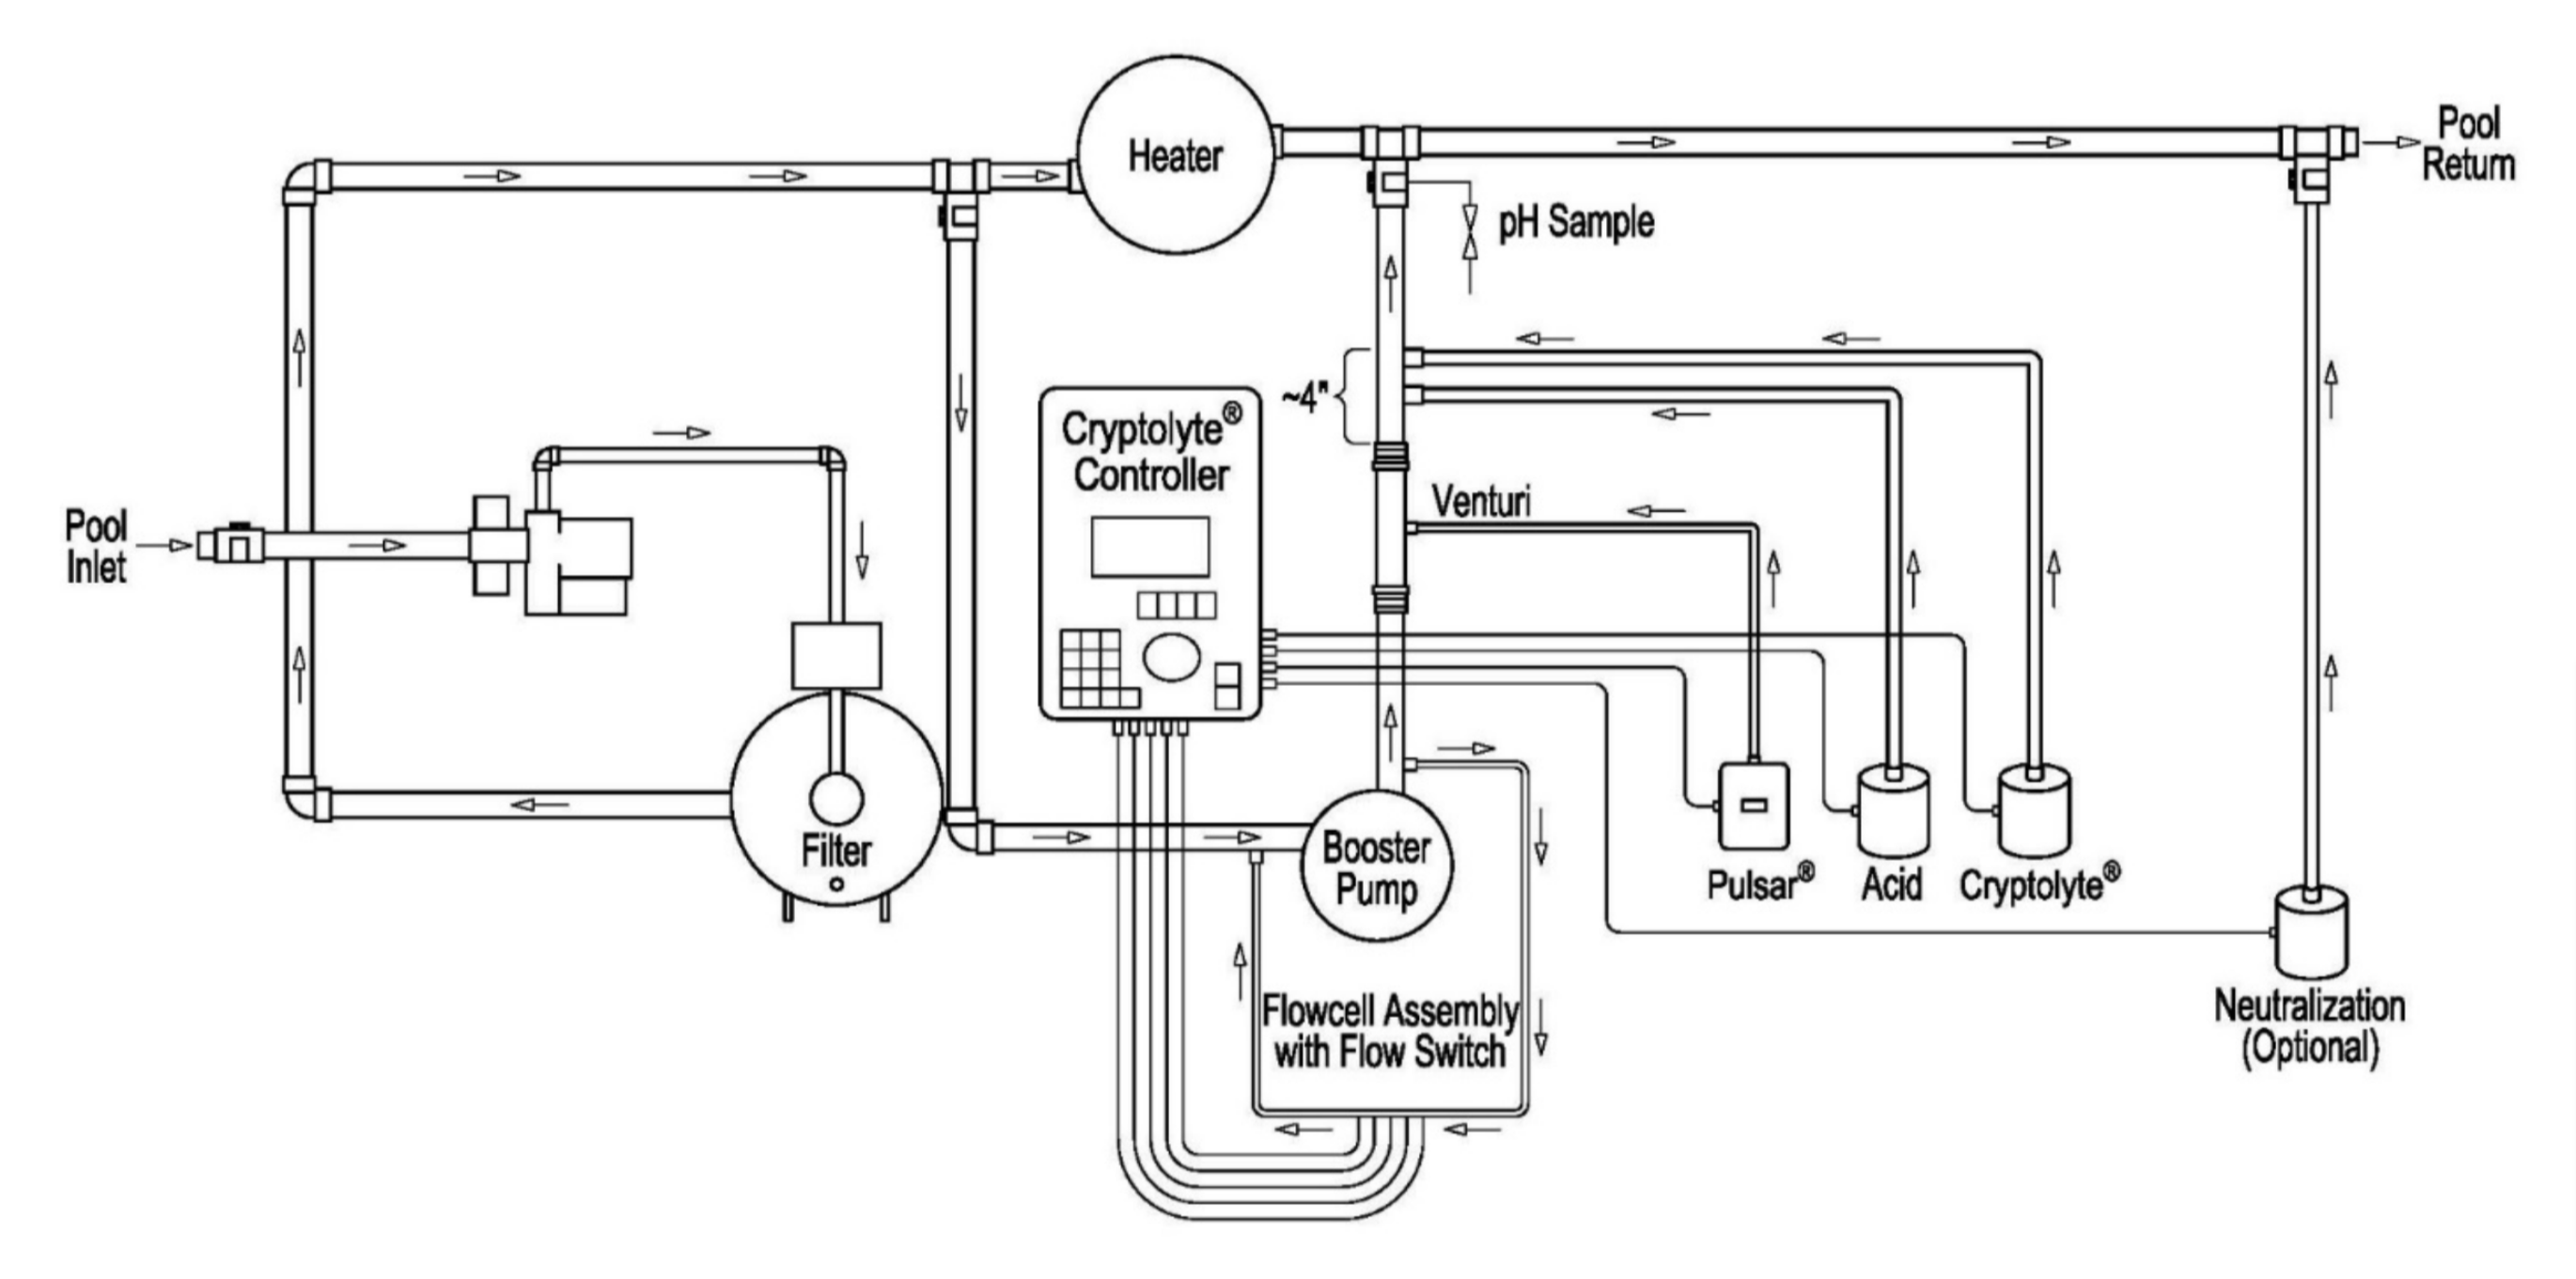 Heater
Pool
Return
pH Sample
Cryptolyte®
Controller
~4"
Venturi
Pool
Inlet
Filter
Booster
Pump
Pulsar®
Acid
Cryptolyte®
Flowcell Assembly
with Flow Switch
Neutralization
(Optional)